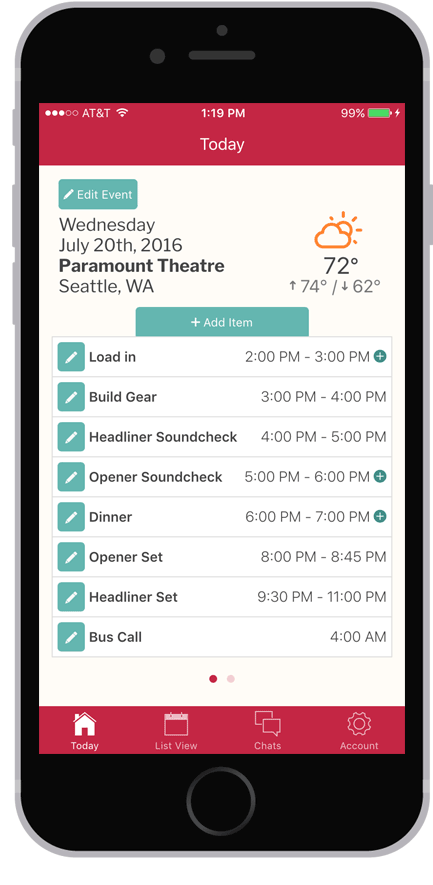 AT&T 1:19 PM 99%
Today
Edit Event
Wednesday
July 20th, 2016
Paramount Theatre
Seattle, WA
72°
↑ 74° / ↓ 62°
+ Add Item
Load in 2:00 PM - 3:00 PM
Build Gear 3:00 PM - 4:00 PM
Headliner Soundcheck 4:00 PM - 5:00 PM
Opener Soundcheck 5:00 PM - 6:00 PM
Dinner 6:00 PM - 7:00 PM
Opener Set 8:00 PM - 8:45 PM
Headliner Set 9:30 PM - 11:00 PM
Bus Call 4:00 AM
Today List View Chats Account